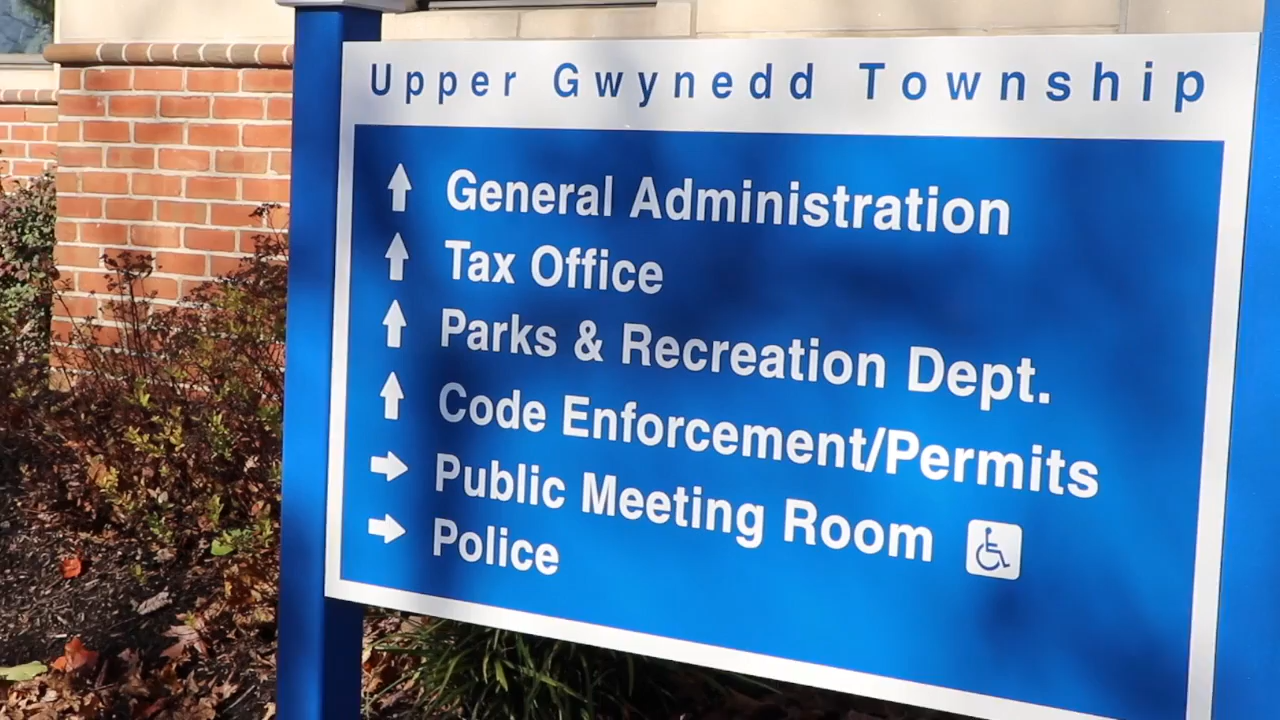 Upper Gwynedd Township
General Administration
Tax Office
Parks & Recreation Dept.
Code Enforcement/Permits
Public Meeting Room
Police